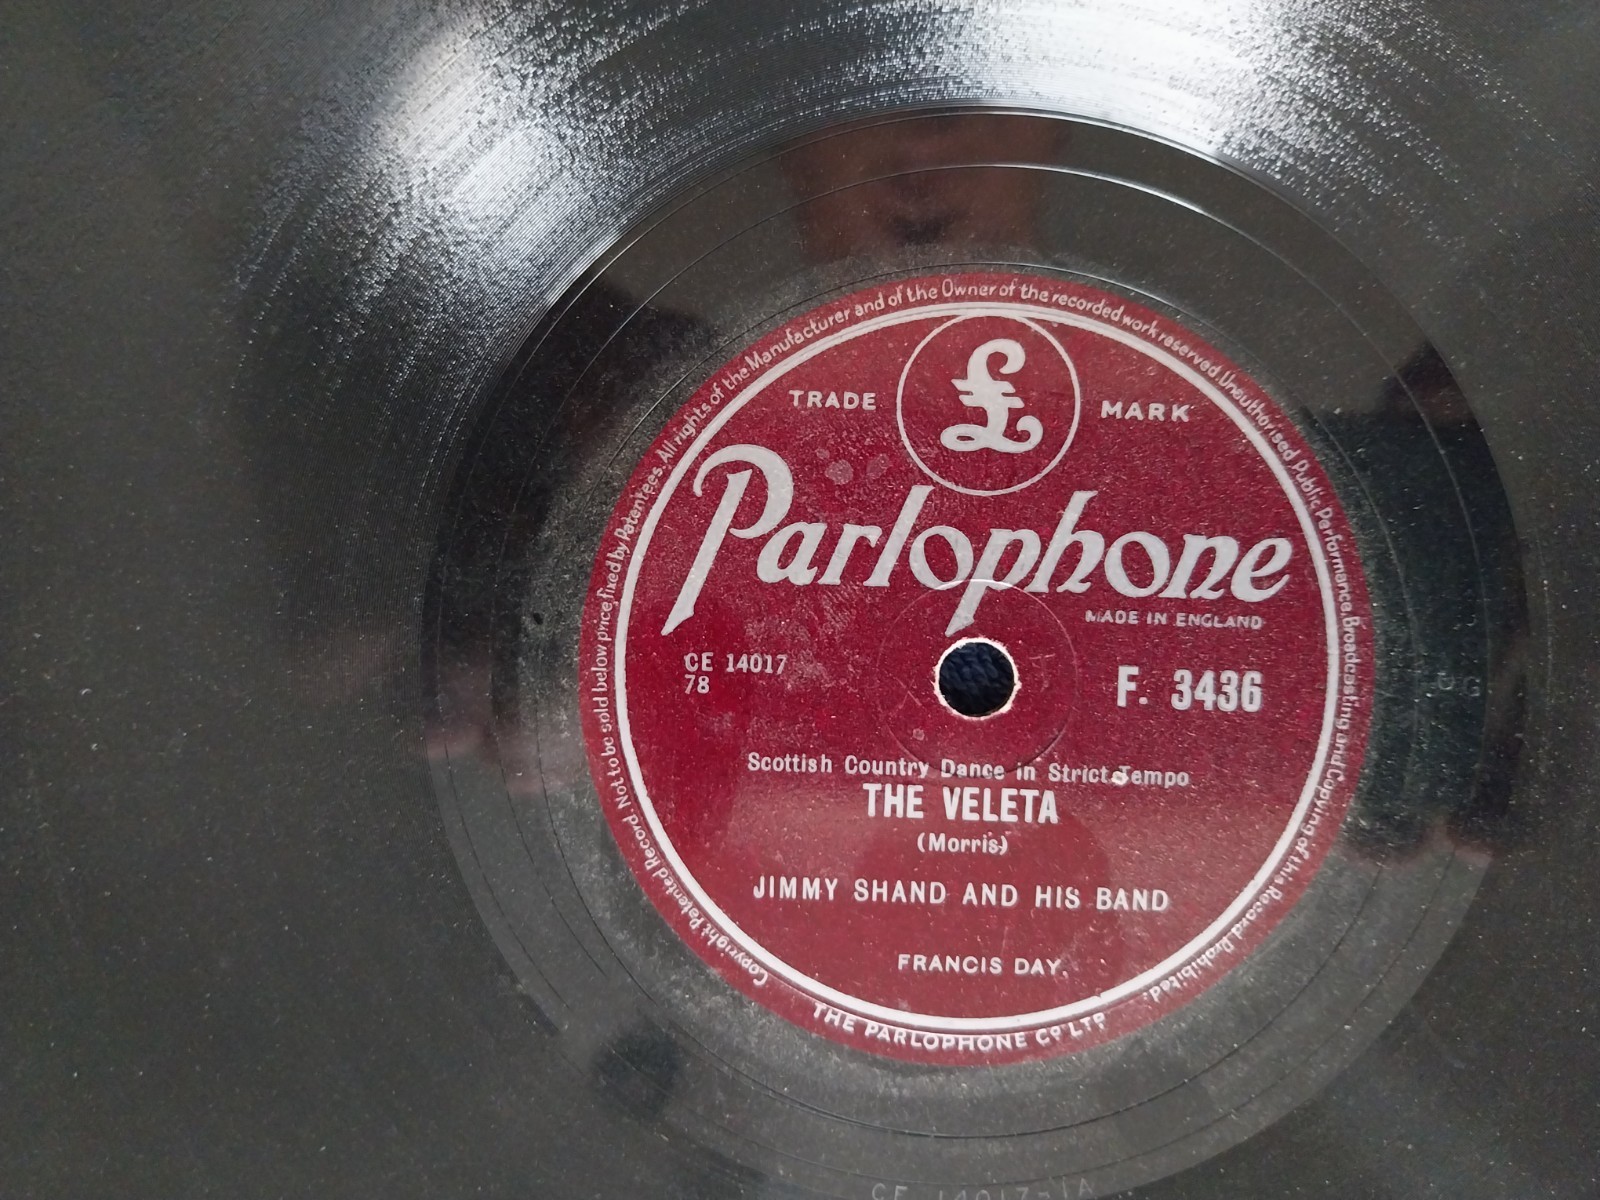 Copyright Patented Record. Not to be sold below price fixed by Patentees. All rights of the Manufacturer and of the Owner of the recorded work reserved. Unauthorised Public Performance Broadcasting and Copying of this Record Prohibited.
£
TRADE MARK
Parlophone
MADE IN ENGLAND
CE 14017
78
F. 3436
Scottish Country Dance in Strict Tempo
THE VELETA
(Morris)
JIMMY SHAND AND HIS BAND
FRANCIS DAY.
THE PARLOPHONE CO LTD
CE 14017-1A